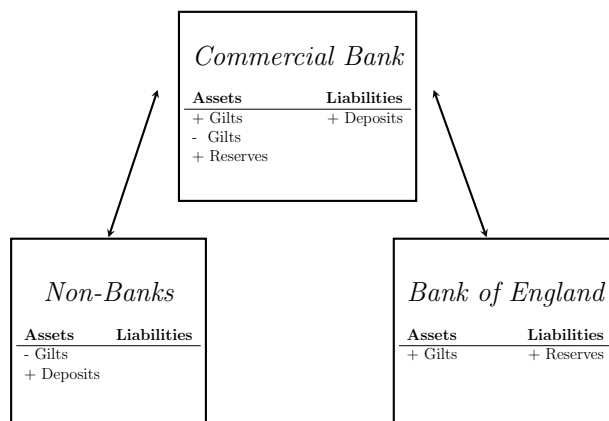 Commercial Bank
Assets Liabilities
+ Gilts + Deposits
- Gilts
+ Reserves
Non-Banks
Assets Liabilities
- Gilts
+ Deposits
Bank of England
Assets Liabilities
+ Gilts + Reserves